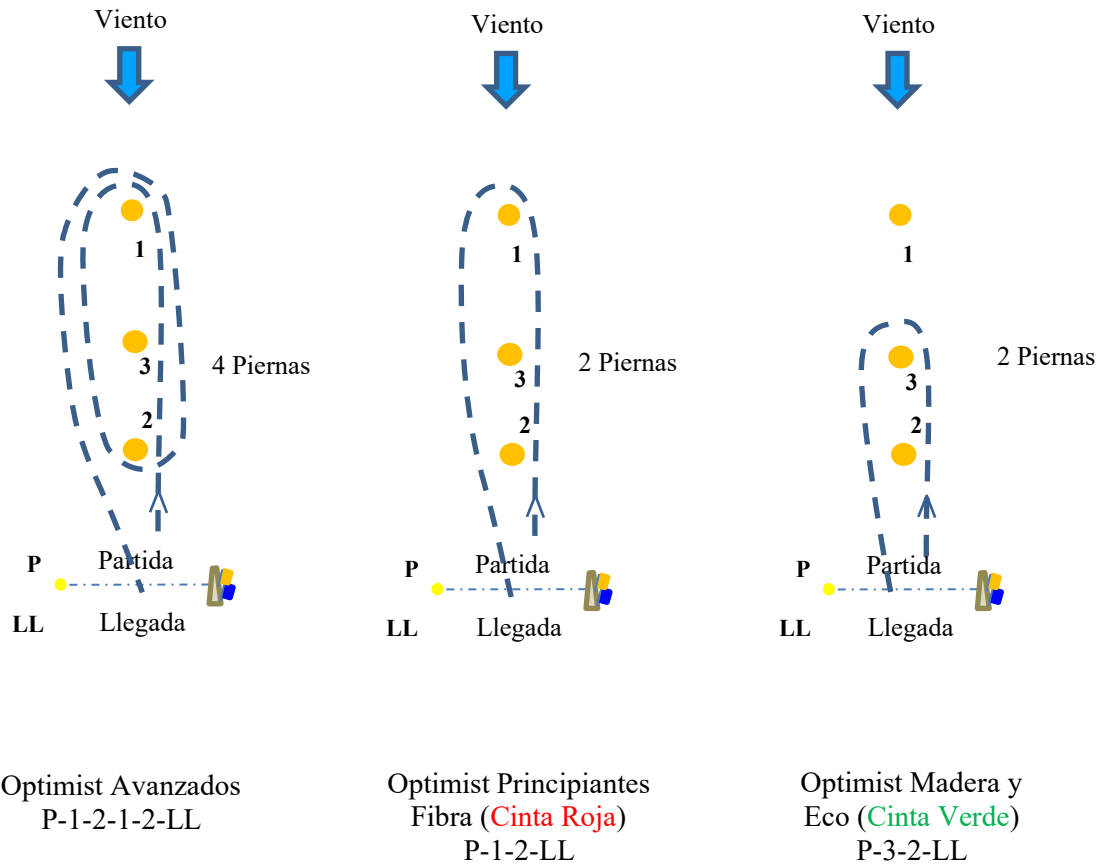 Viento
1
3
2
4 Piernas
P
Partida
LL
Llegada
Optimist Avanzados
P-1-2-1-2-LL
Viento
1
3
2
2 Piernas
P
Partida
LL
Llegada
Optimist Principiantes
Fibra (Cinta Roja)
P-1-2-LL
Viento
1
3
2
2 Piernas
P
Partida
LL
Llegada
Optimist Madera y
Eco (Cinta Verde)
P-3-2-LL